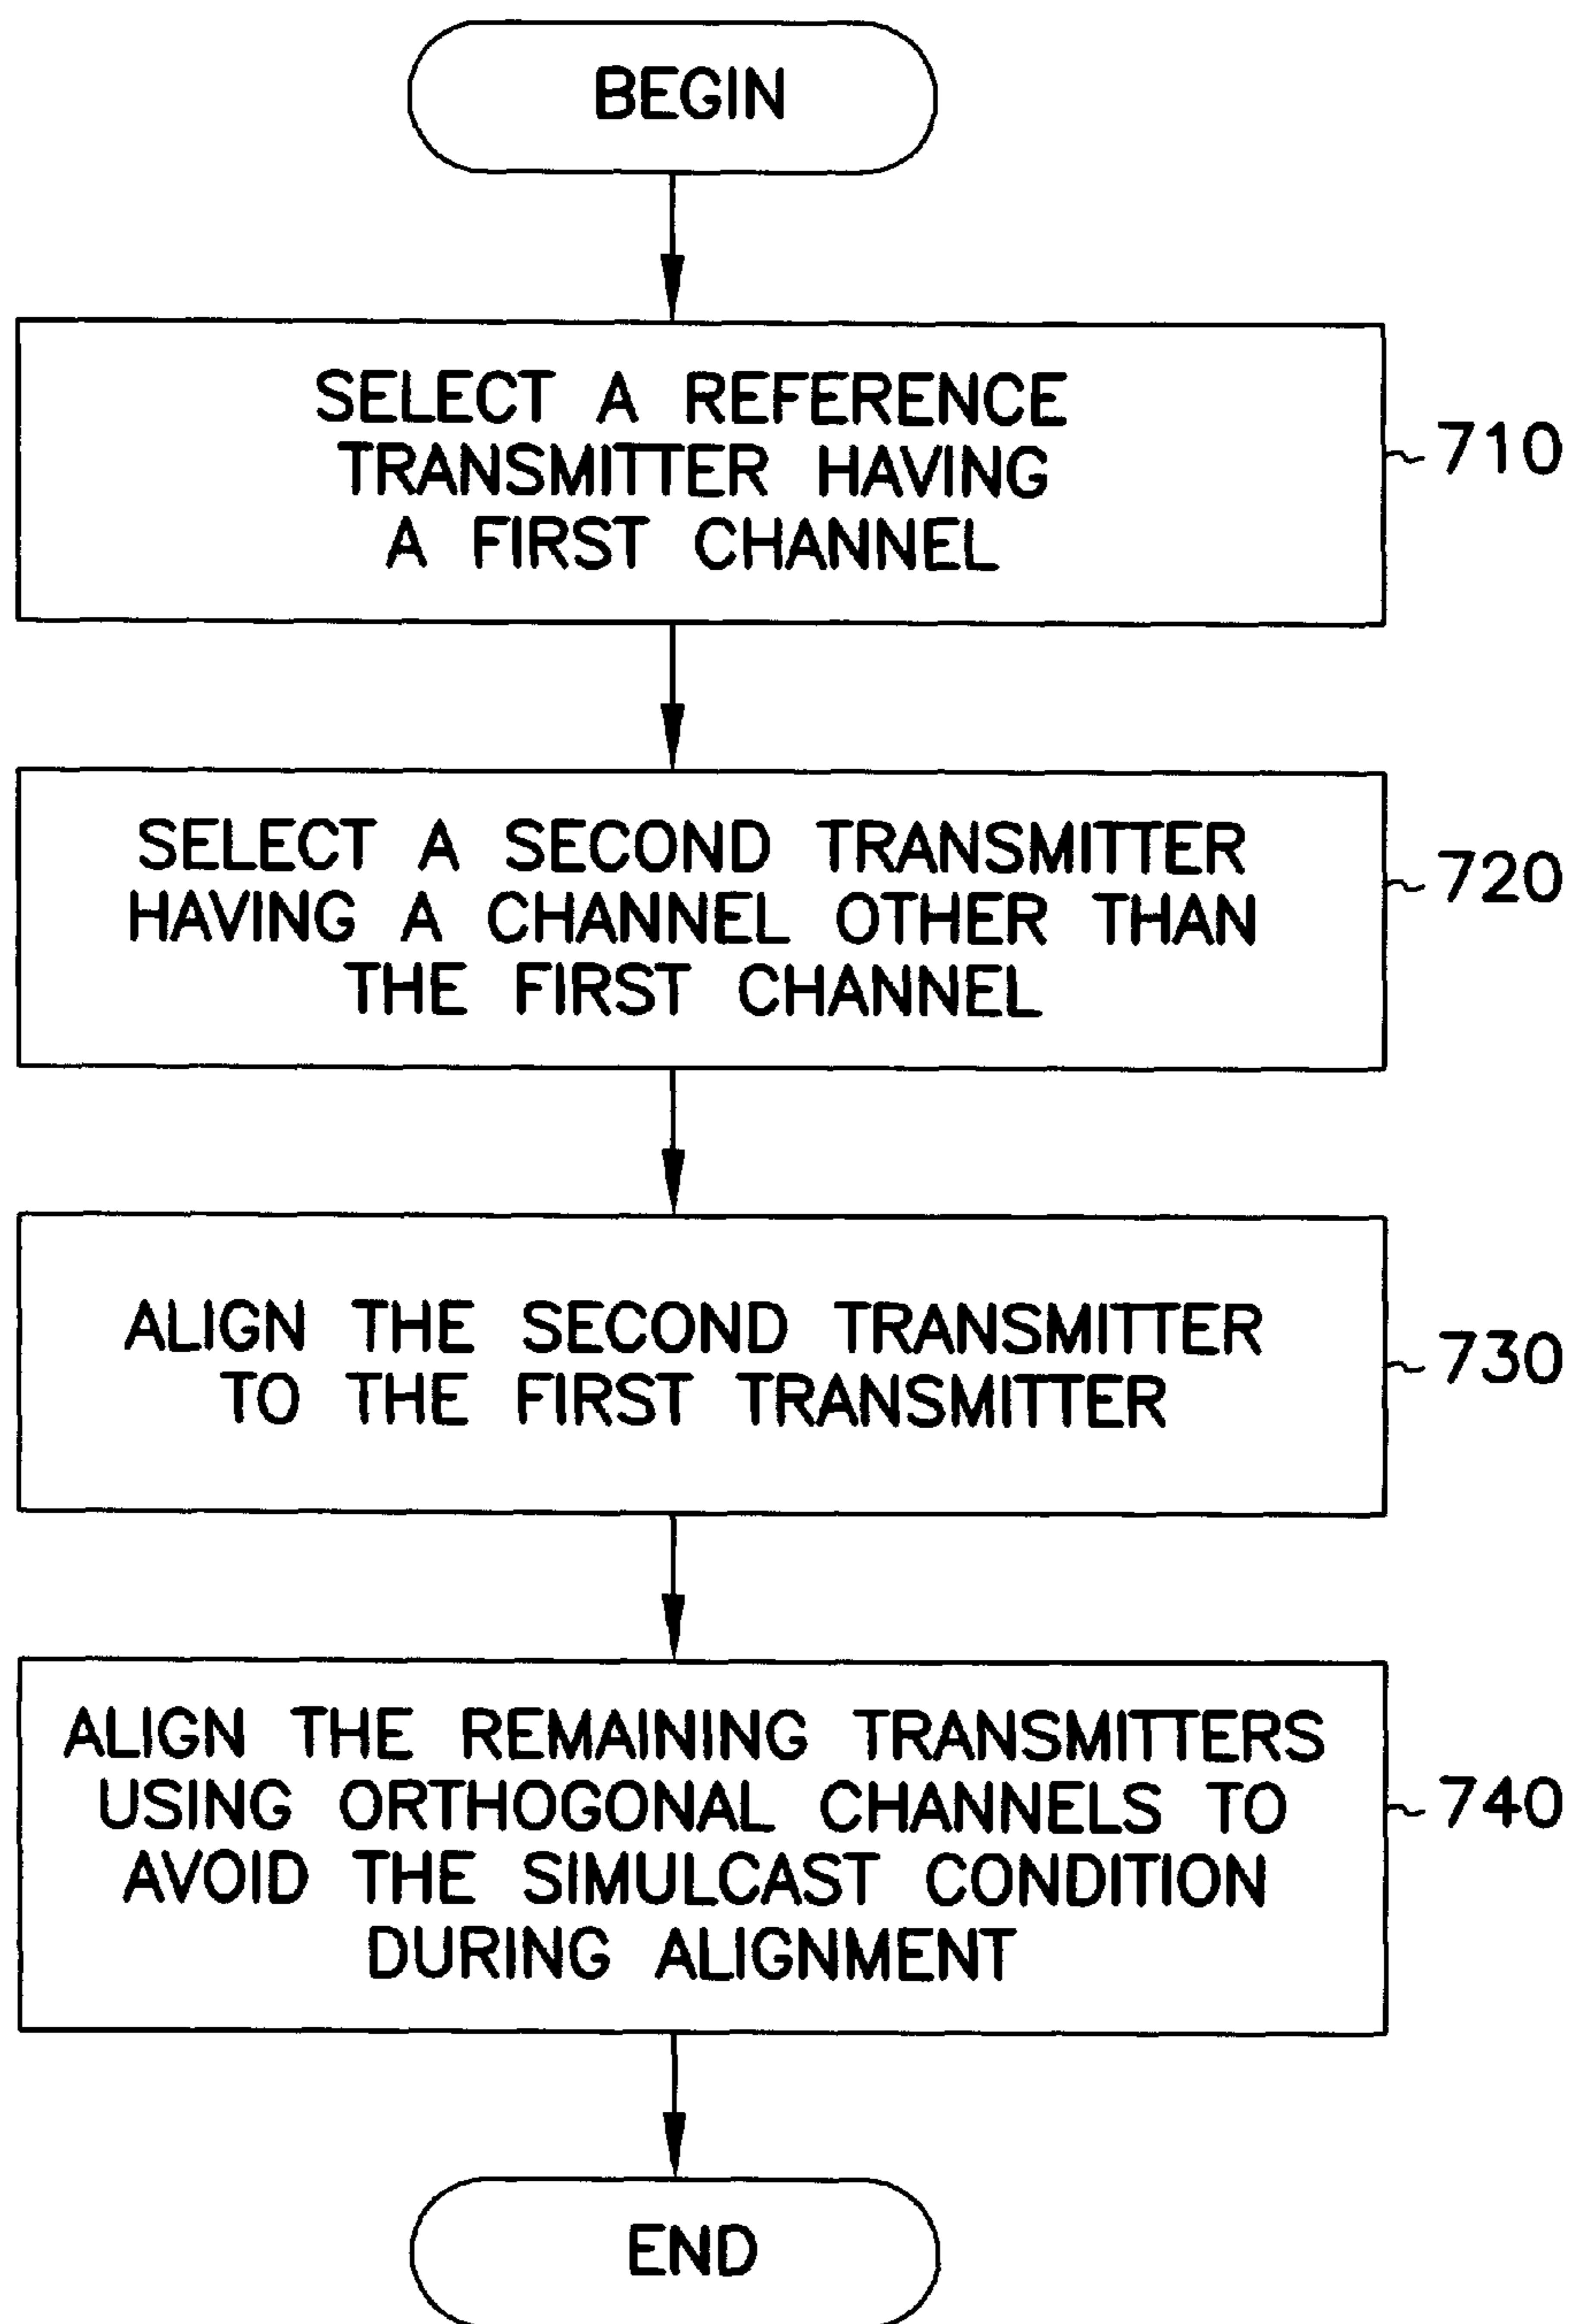 BEGIN
SELECT A REFERENCE
TRANSMITTER HAVING
A FIRST CHANNEL
710
SELECT A SECOND TRANSMITTER
HAVING A CHANNEL OTHER THAN
THE FIRST CHANNEL
720
ALIGN THE SECOND TRANSMITTER
TO THE FIRST TRANSMITTER
730
ALIGN THE REMAINING TRANSMITTERS
USING ORTHOGONAL CHANNELS TO
AVOID THE SIMULCAST CONDITION
DURING ALIGNMENT
740
END